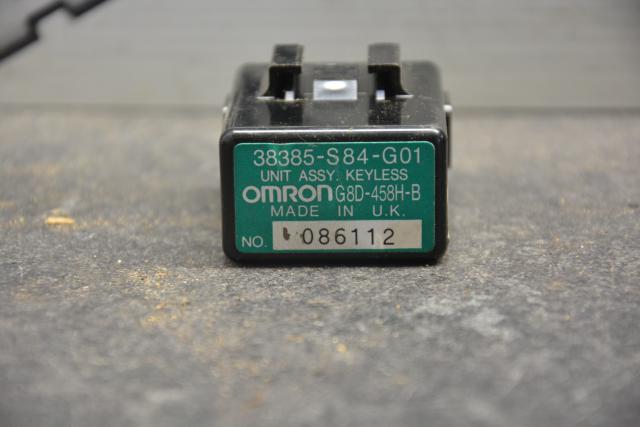 38385-S84-G01
UNIT ASSY. KEYLESS
OMRON G8D-458H-B
MADE IN U.K.
NO. 086112